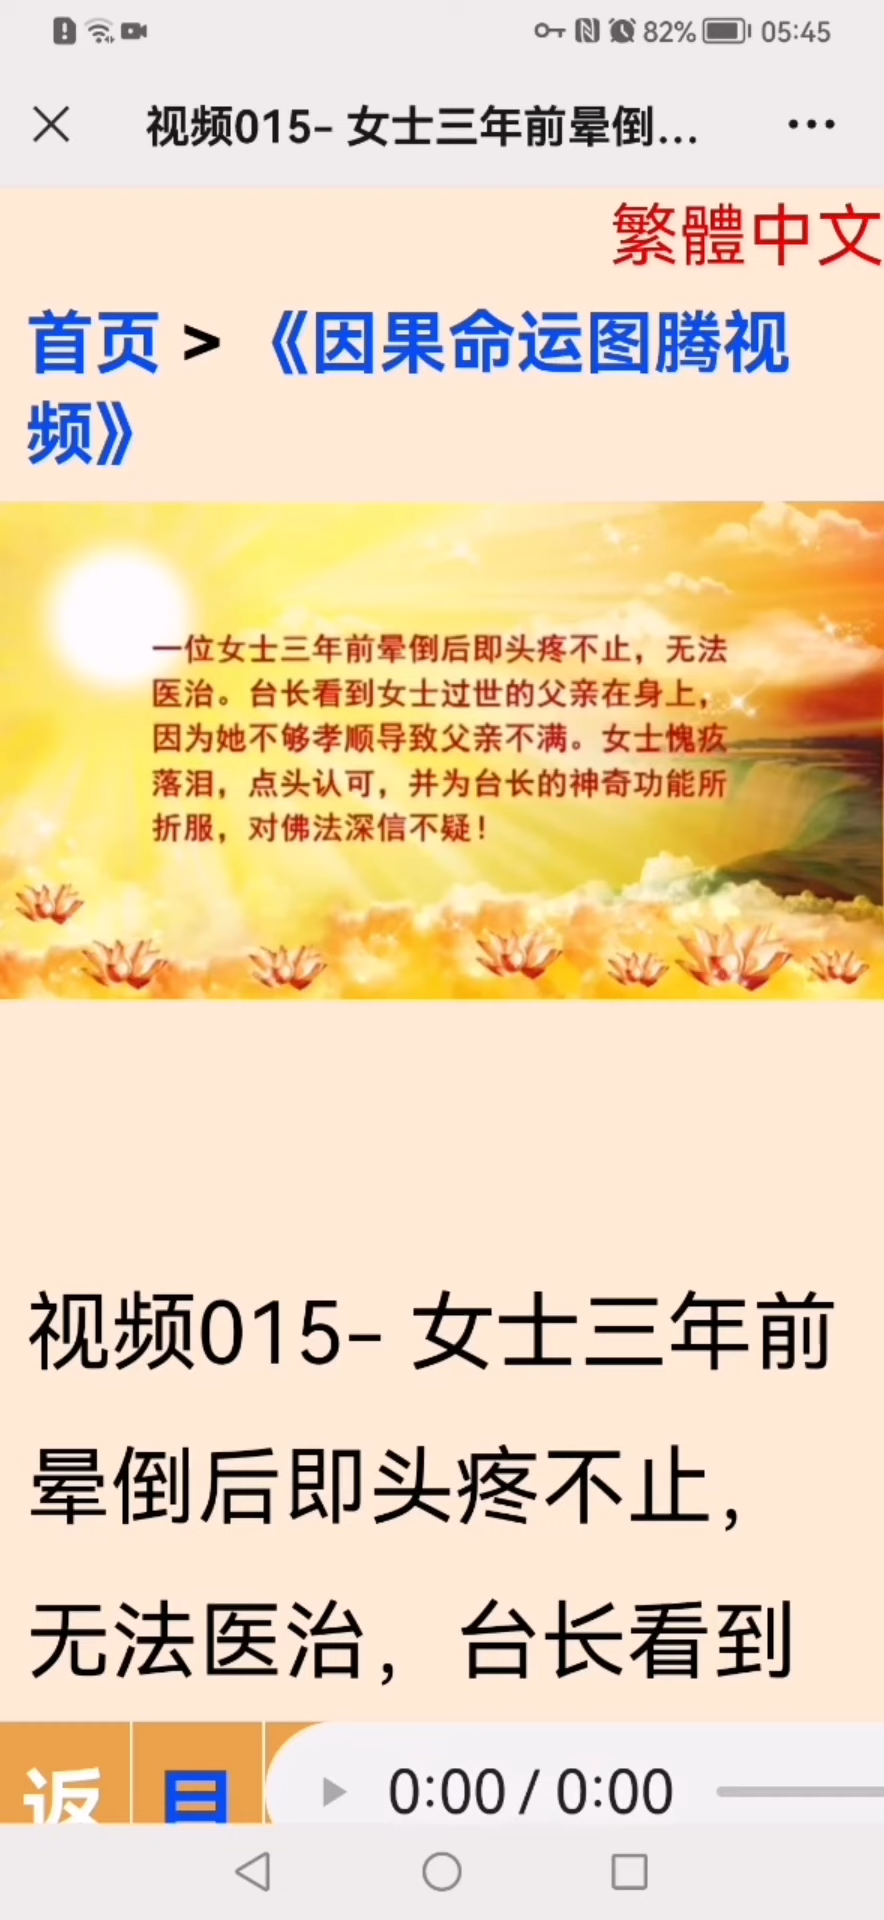 82% 05:45
视频015- 女士三年前晕倒...
繁體中文
首页 > 《因果命运图腾视
频》
一位女士三年前晕倒后即头疼不止，无法
医治。台长看到女士过世的父亲在身上，
因为她不够孝顺导致父亲不满。女士愧疚
落泪，点头认可，并为台长的神奇功能所
折服，对佛法深信不疑！
视频015- 女士三年前
晕倒后即头疼不止，
无法医治，台长看到
返
0:00 / 0:00